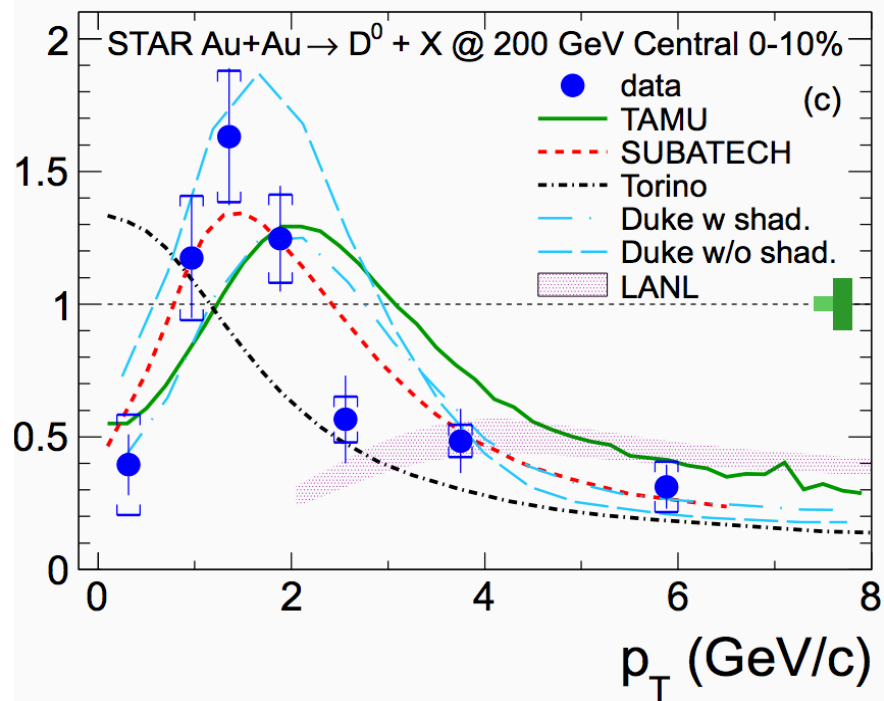 STAR Au+Au → D⁰ + X @ 200 GeV Central 0-10%
(c)
data
TAMU
SUBATECH
Torino
Duke w shad.
Duke w/o shad.
LANL
2
1.5
1
0.5
0
0 2 4 6 8
p_T (GeV/c)